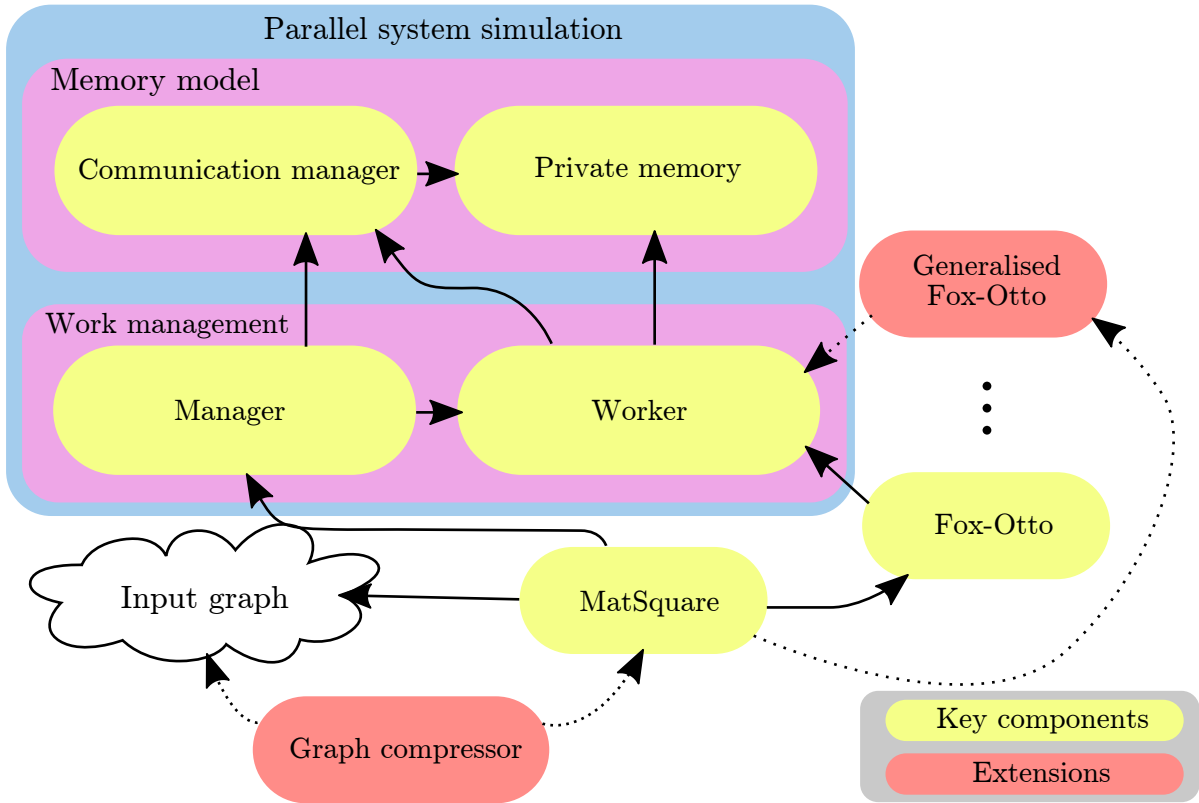 Parallel system simulation
Memory model
Communication manager
Private memory
Generalised
Fox-Otto
Work management
Manager
Worker
Fox-Otto
Input graph
MatSquare
Key components
Graph compressor
Extensions